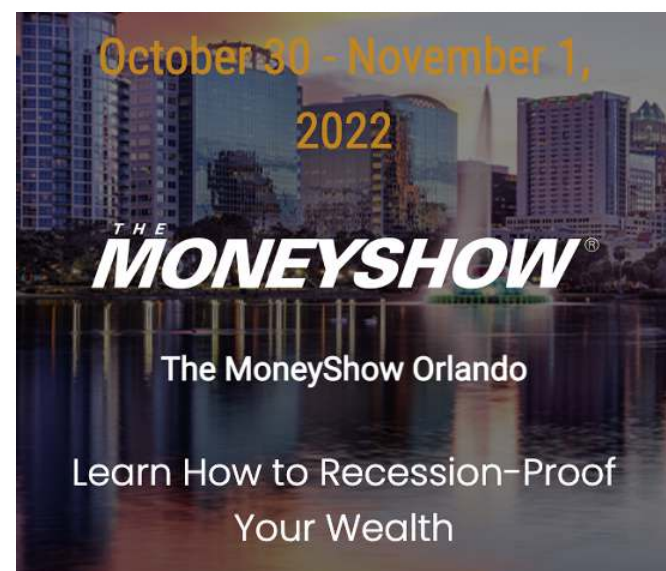 October 30 - November 1,
2022
THE
MONEYSHOW®
The MoneyShow Orlando
Learn How to Recession-Proof
Your Wealth